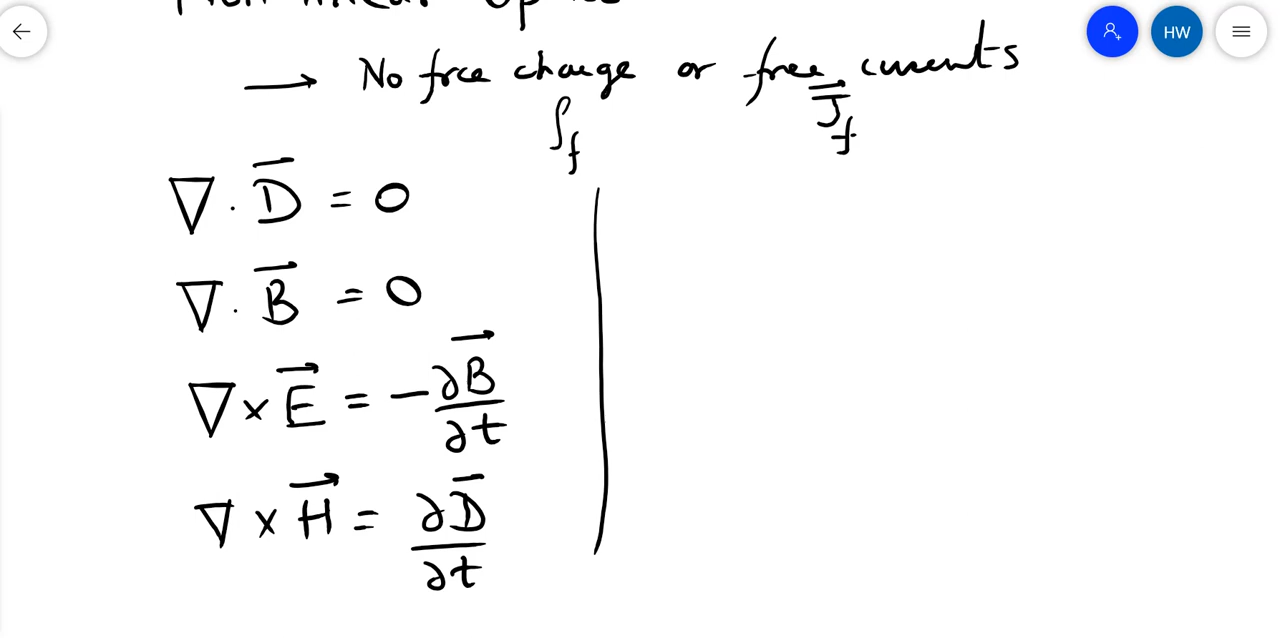 HW
→ No free charge or free currents
ρ_f J⃗_f
∇ · D⃗ = 0
∇ · B⃗ = 0
∇ × E⃗ = - ∂B⃗/∂t
∇ × H⃗ = ∂D⃗/∂t